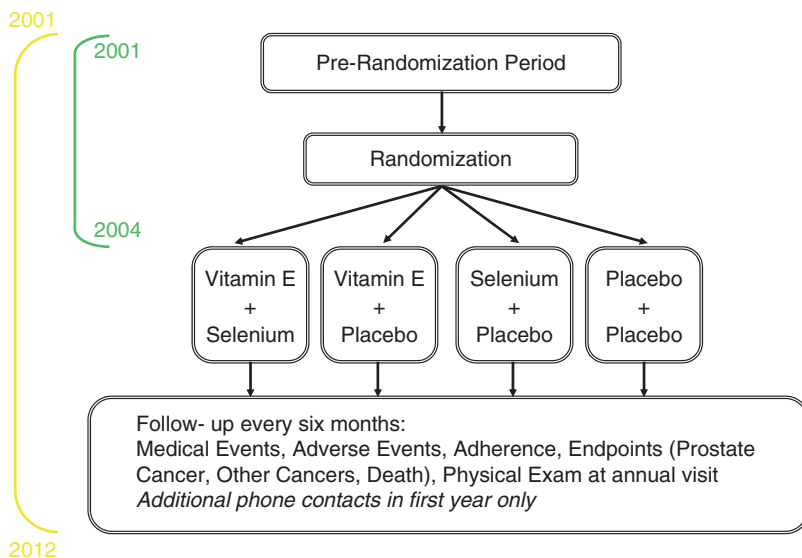 2001
2001
Pre-Randomization Period
Randomization
2004
Vitamin E
+
Selenium
Vitamin E
+
Placebo
Selenium
+
Placebo
Placebo
+
Placebo
Follow- up every six months:
Medical Events, Adverse Events, Adherence, Endpoints (Prostate
Cancer, Other Cancers, Death), Physical Exam at annual visit
Additional phone contacts in first year only
2012